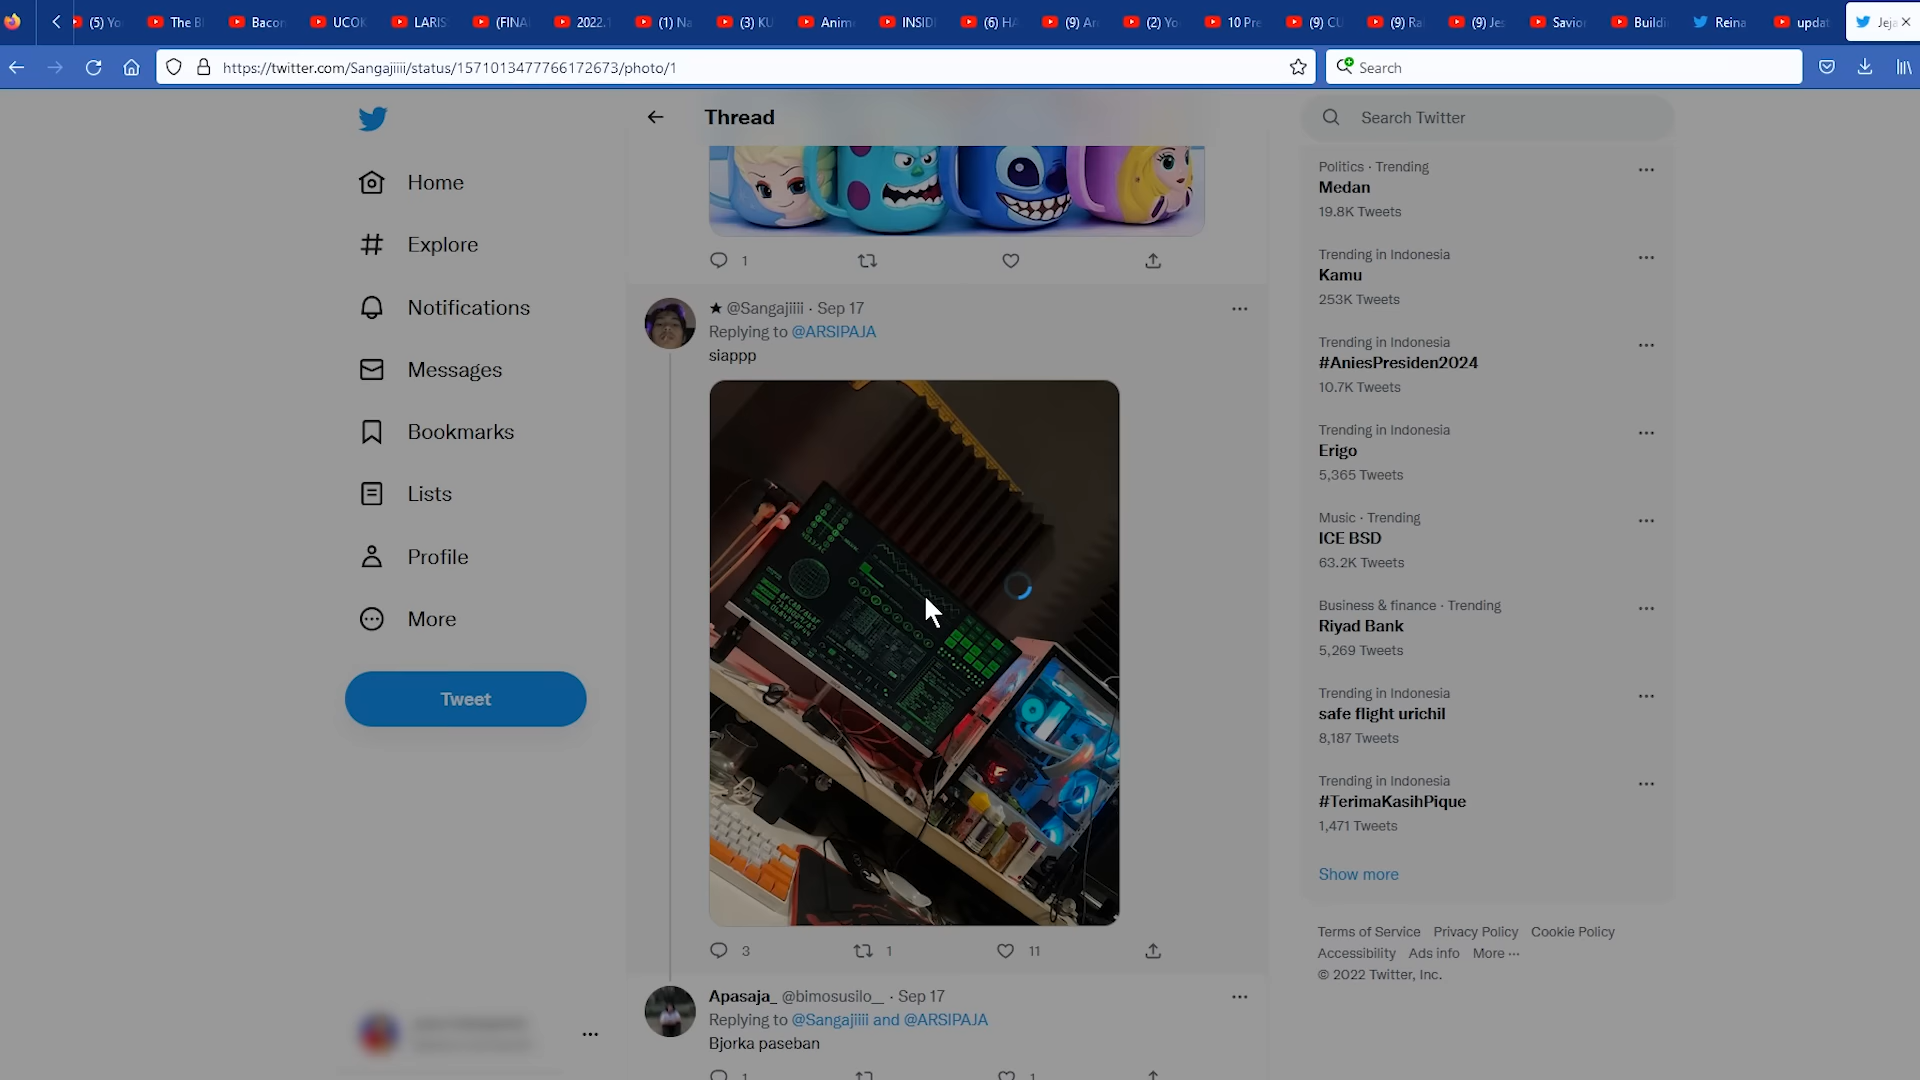 (5) Yo
The Bl
Bacon
UCOK
LARIS
(FINA
2022.
(1) Na
(3) KU
Anime
INSID
(6) HA
(9) An
(2) Yo
10 Pre
(9) CU
(9) Rai
(9) Jes
Savior
Buildi
Reina
updat
Jeja
https://twitter.com/Sangajiiii/status/1571013477766172673/photo/1
Search
Home
Explore
Notifications
Messages
Bookmarks
Lists
Profile
More
Tweet
Thread
1
★ @Sangajiiii · Sep 17
Replying to @ARSIPAJA
siappp
3 1 11
Apasaja_ @bimosusilo__ · Sep 17
Replying to @Sangajiiii and @ARSIPAJA
Bjorka paseban
1 1
Search Twitter
Politics · Trending
Medan
19.8K Tweets
Trending in Indonesia
Kamu
253K Tweets
Trending in Indonesia
#AniesPresiden2024
10.7K Tweets
Trending in Indonesia
Erigo
5,365 Tweets
Music · Trending
ICE BSD
63.2K Tweets
Business & finance · Trending
Riyad Bank
5,269 Tweets
Trending in Indonesia
safe flight urichil
8,187 Tweets
Trending in Indonesia
#TerimaKasihPique
1,471 Tweets
Show more
Terms of Service Privacy Policy Cookie Policy
Accessibility Ads info More ···
© 2022 Twitter, Inc.